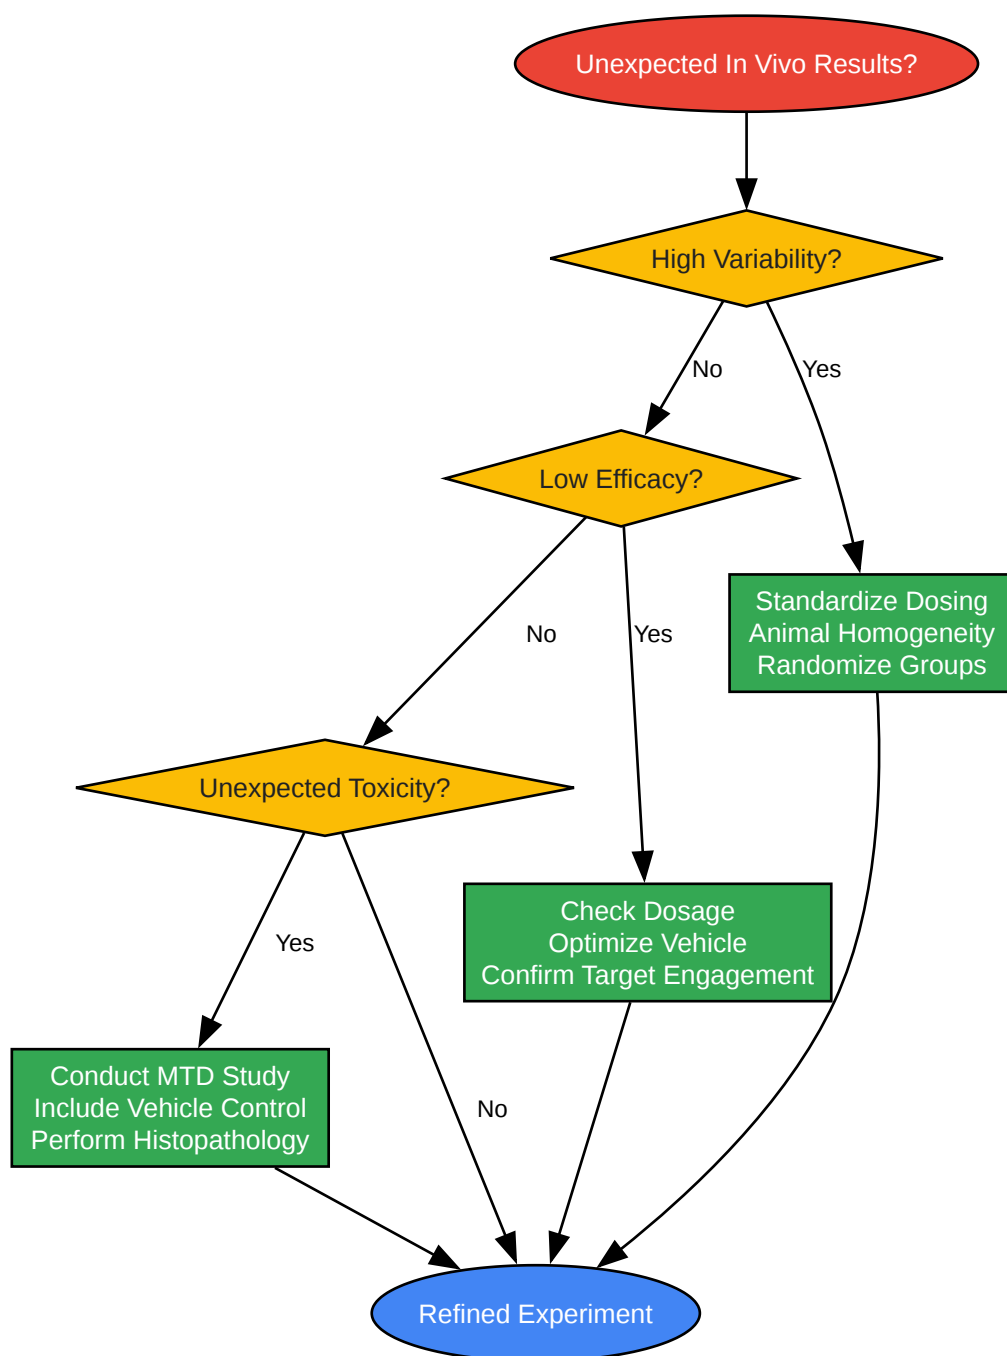 Unexpected In Vivo Results?
High Variability?
No
Yes
Low Efficacy?
Standardize Dosing
Animal Homogeneity
Randomize Groups
No
Yes
Unexpected Toxicity?
Check Dosage
Optimize Vehicle
Confirm Target Engagement
Yes
No
Conduct MTD Study
Include Vehicle Control
Perform Histopathology
Refined Experiment